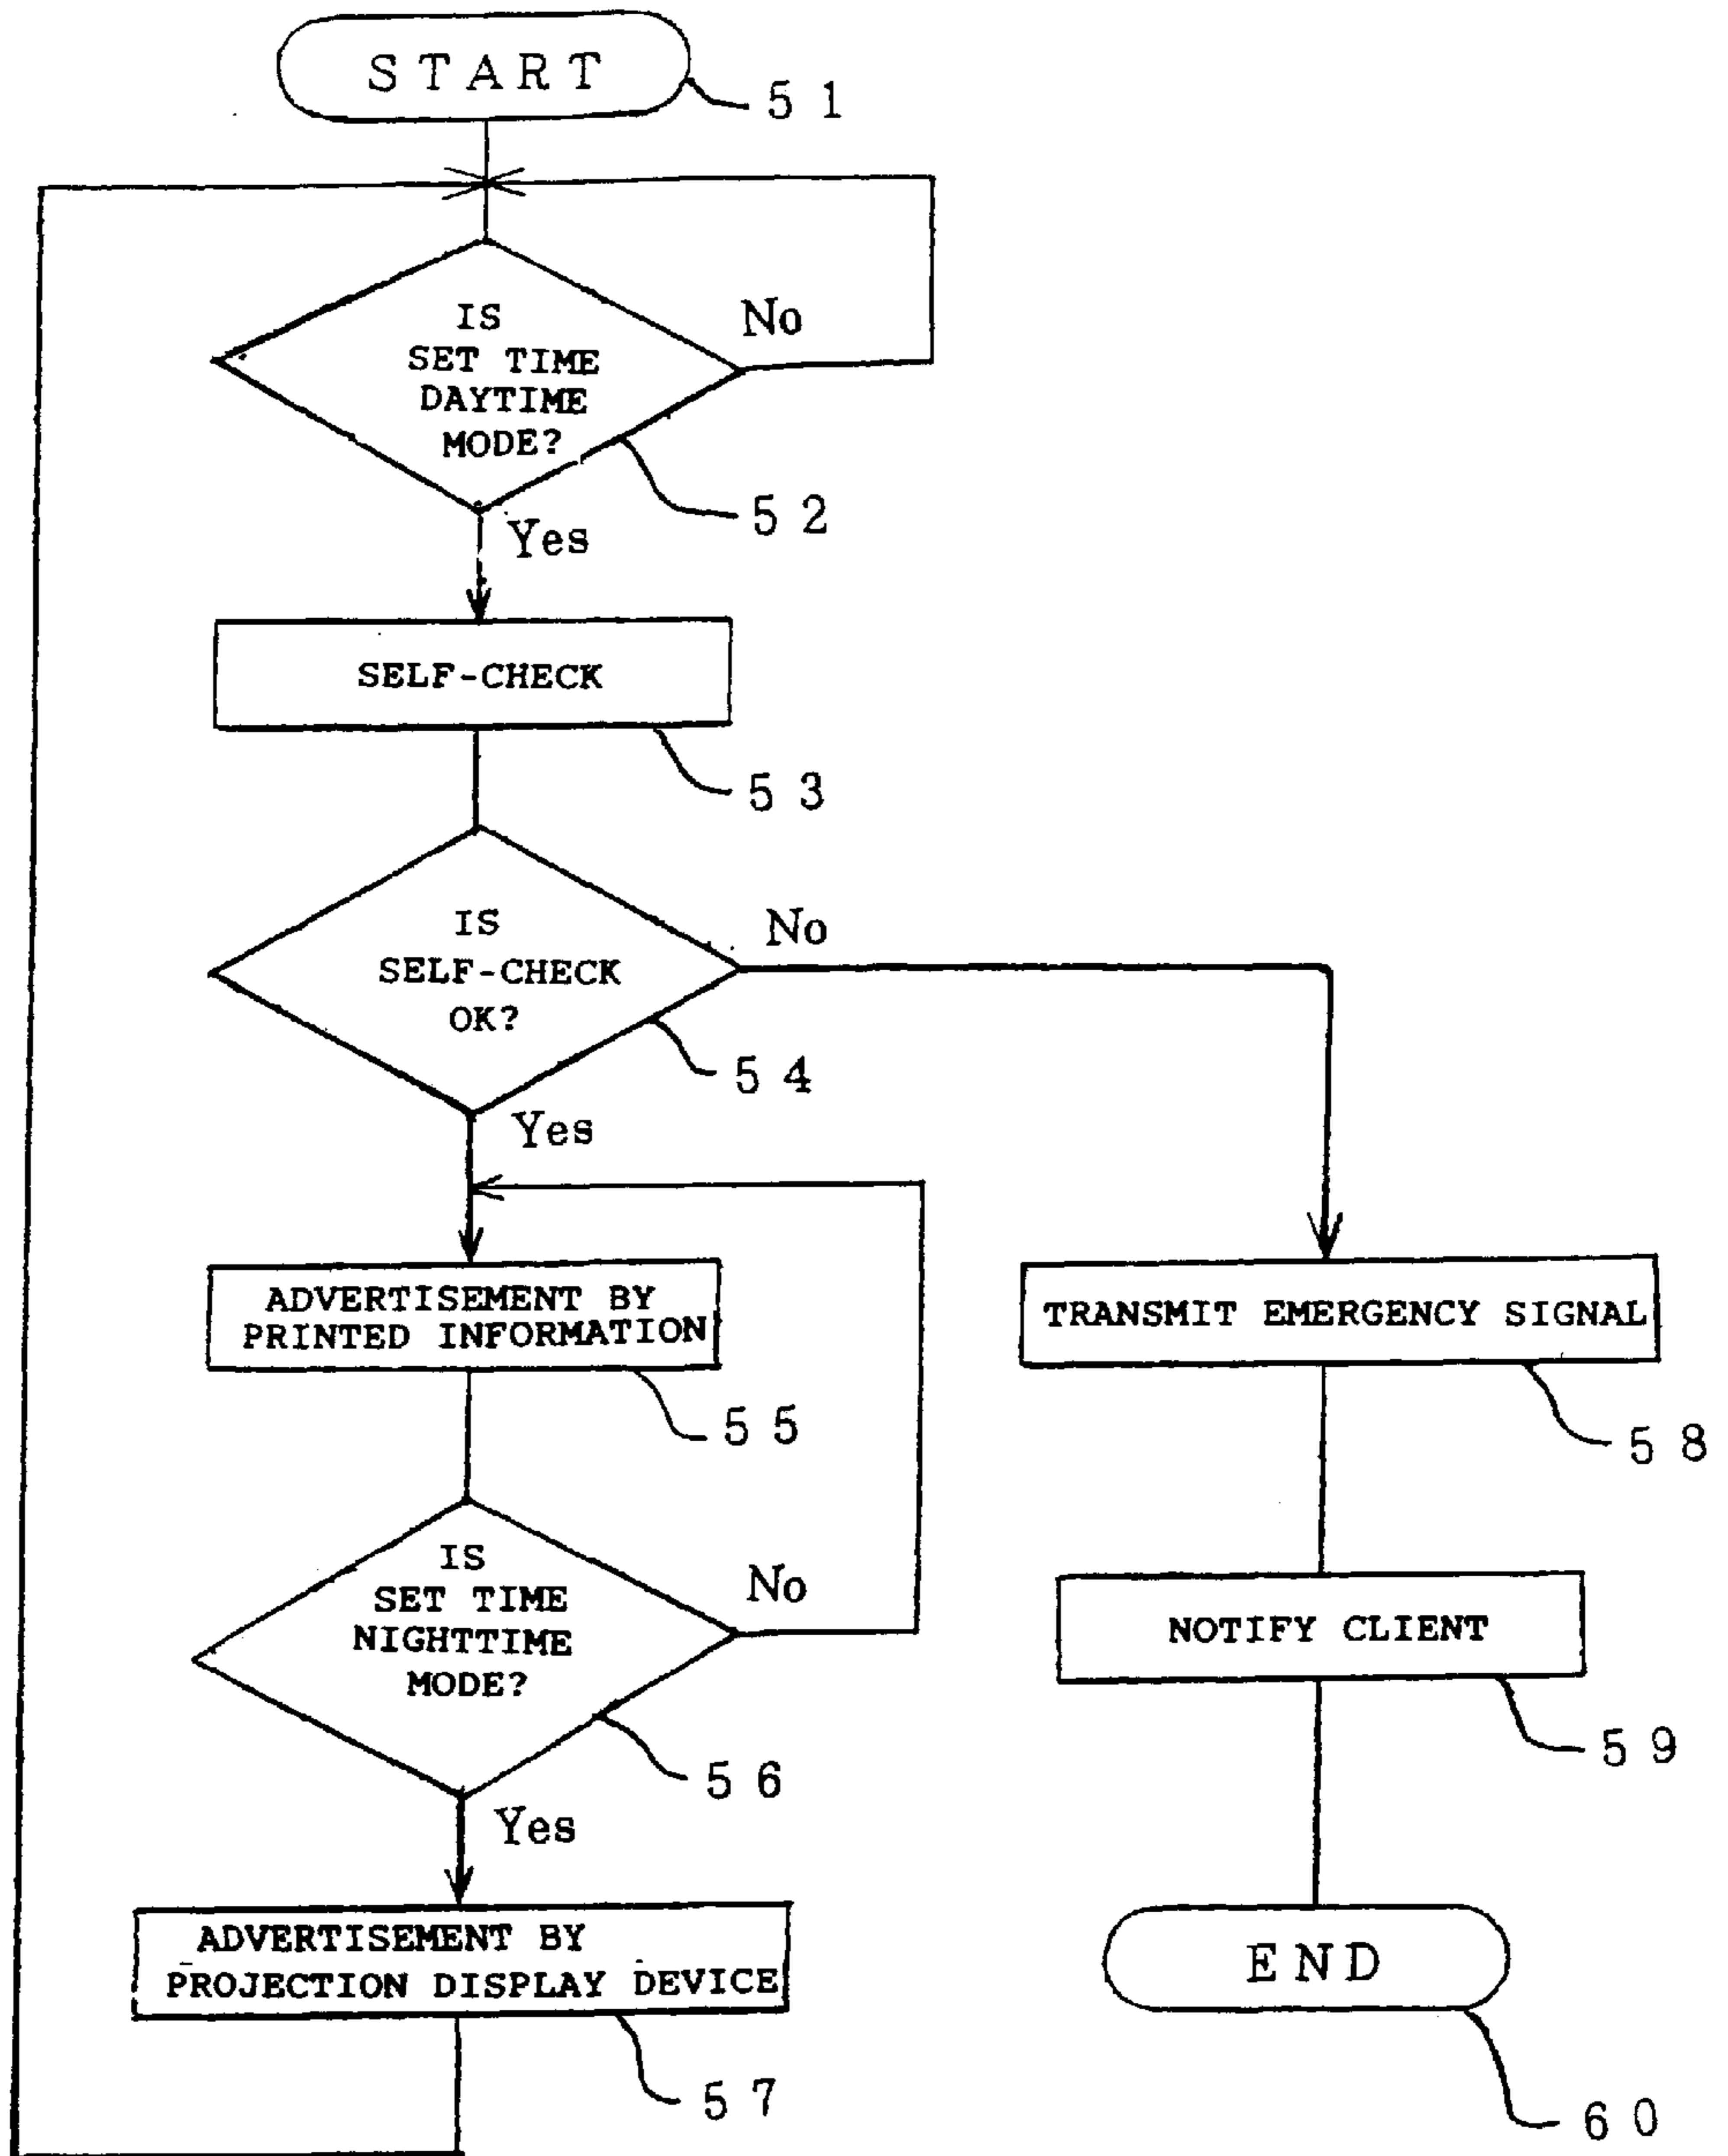 START
51
IS
SET TIME
DAYTIME
MODE?
No
52
Yes
SELF-CHECK
53
IS
SELF-CHECK
OK?
No
54
Yes
ADVERTISEMENT BY
PRINTED INFORMATION
55
TRANSMIT EMERGENCY SIGNAL
58
IS
SET TIME
NIGHTTIME
MODE?
No
56
Yes
NOTIFY CLIENT
59
ADVERTISEMENT BY
PROJECTION DISPLAY DEVICE
57
END
60